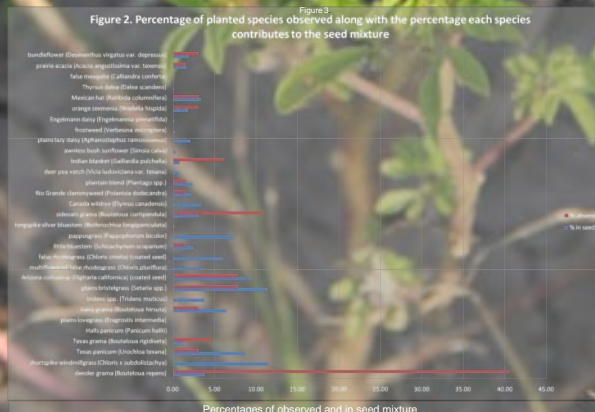 Figure 3
Figure 2. Percentage of planted species observed along with the percentage each species
contributes to the seed mixture
bundleflower (Desmanthus virgatus var. depressus)
prairie acacia (Acacia angustissima var. texensis)
false mesquite (Calliandra conferta)
Thyrsus dalea (Dalea scandens)
Mexican hat (Ratibida columnifera)
orange zexmenia (Wedelia hispida)
Engelmann daisy (Engelmannia pinnatifida)
frostweed (Verbesina microptera)
plains lazy daisy (Aphanostephus ramosissimus)
awnless bush sunflower (Simsia calva)
Indian blanket (Gaillardia pulchella)
deer pea vetch (Vicia ludoviciana var. texana)
plantain blend (Plantago spp.)
Rio Grande clammyweed (Polanisia dodecandra)
Canada wildrye (Elymus canadensis)
sideoats grama (Bouteloua curtipendula)
longspike silver bluestem (Bothriochloa longipaniculata)
pappusgrass (Pappophorum bicolor)
little bluestem (Schizachyrium scoparium)
false rhodesgrass (Chloris crinita) (coated seed)
multiflowered false rhodesgrass (Chloris pluriflora)
Arizona cottontop (Digitaria californica) (coated seed)
plains bristlegrass (Setaria spp.)
tridens spp. (Tridens muticus)
hairy grama (Bouteloua hirsuta)
plains lovegrass (Eragrostis intermedia)
Halls panicum (Panicum hallii)
Texas grama (Bouteloua rigidiseta)
Texas panicum (Urochloa texana)
shortspike windmillgrass (Chloris x subdolistachya)
slender grama (Bouteloua repens)
% observed
% in seed
0.00 5.00 10.00 15.00 20.00 25.00 30.00 35.00 40.00 45.00
Percentages of observed and in seed mixture